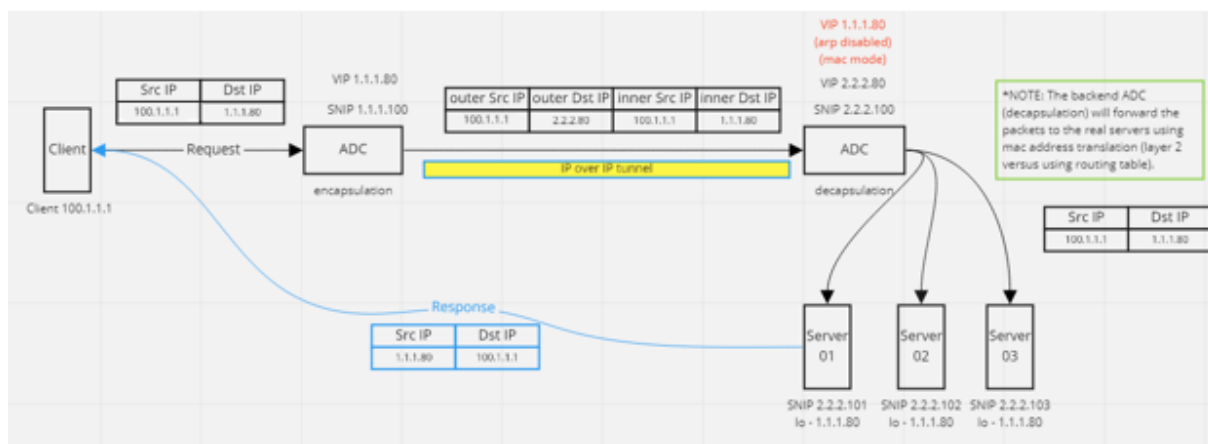 VIP 1.1.1.80
(arp disabled)
(mac mode)
VIP 1.1.1.80
VIP 2.2.2.80
Src IP Dst IP
100.1.1.1 1.1.1.80
SNIP 1.1.1.100
outer Src IP outer Dst IP inner Src IP inner Dst IP
100.1.1.1 2.2.2.80 100.1.1.1 1.1.1.80
SNIP 2.2.2.100
*NOTE: The backend ADC
(decapsulation) will forward the
packets to the real servers using
mac address translation (layer 2
versus using routing table).
Client
Request
ADC
ADC
IP over IP tunnel
encapsulation
decapsulation
Client 100.1.1.1
Src IP Dst IP
100.1.1.1 1.1.1.80
Response
Src IP Dst IP
1.1.1.80 100.1.1.1
Server
01
Server
02
Server
03
SNIP 2.2.2.101
lo - 1.1.1.80
SNIP 2.2.2.102
lo - 1.1.1.80
SNIP 2.2.2.103
lo - 1.1.1.80